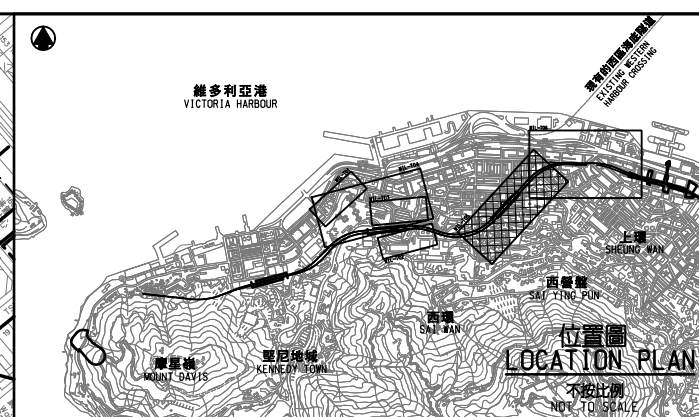 維多利亞港
VICTORIA HARBOUR
現有的西區海底隧道
EXISTING WESTERN
HARBOUR CROSSING
上環
SHEUNG WAN
西營盤
SAI YING PUN
西環
SAI WAN
堅尼地城
KENNEDY TOWN
摩星嶺
MOUNT DAVIS
位置圖
LOCATION PLAN
不按比例
NOT TO SCALE